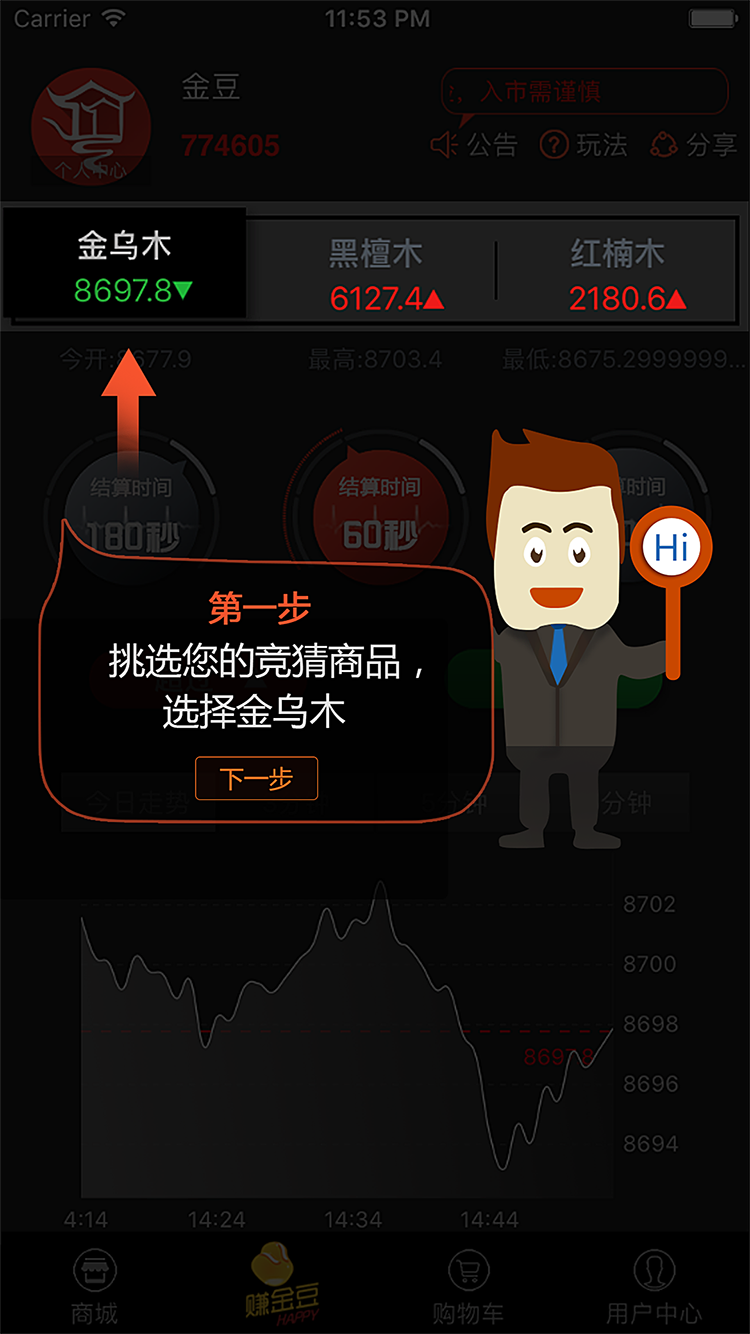 Carrier 11:53 PM
金豆
774605
个人中心
入市需谨慎
公告 玩法 分享
金乌木 黑檀木 红楠木
8697.8▼ 6127.4▲ 2180.6▲
今开:8677.9 最高:8703.4 最低:8675.2999999...
结算时间 结算时间 时间
180秒 60秒
Hi
第一步
挑选您的竞猜商品，
选择金乌木
下一步
今日走势 分钟 分钟
8702
8700
8698
8697.8
8696
8694
4:14 14:24 14:34 14:44
赚金豆
HAPPY
商城 购物车 用户中心